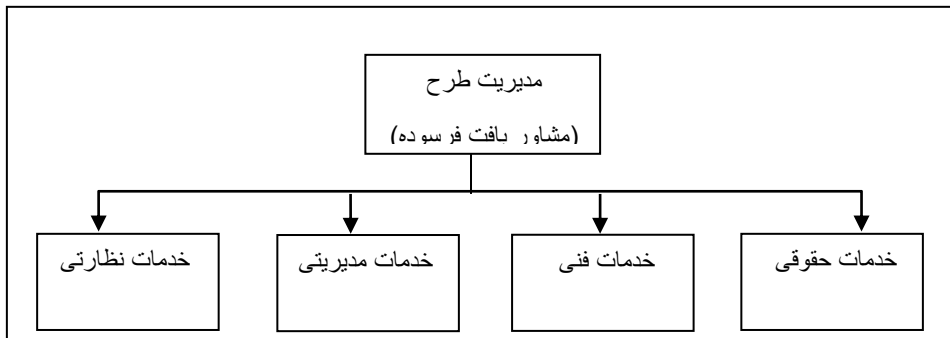 مدیریت طرح
(مشاور بافت فرسوده)
خدمات حقوقی
خدمات فنی
خدمات مدیریتی
خدمات نظارتی